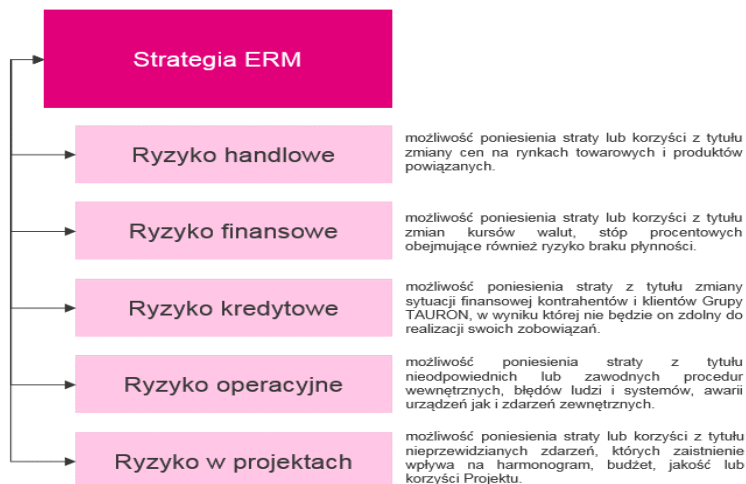 Strategia ERM
Ryzyko handlowe
możliwość poniesienia straty lub korzyści z tytułu
zmiany cen na rynkach towarowych i produktów
powiązanych.
Ryzyko finansowe
możliwość poniesienia straty lub korzyści z tytułu
zmian kursów walut, stóp procentowych
obejmujące również ryzyko braku płynności.
Ryzyko kredytowe
możliwość poniesienia straty z tytułu zmiany
sytuacji finansowej kontrahentów i klientów Grupy
TAURON, w wyniku której nie będzie on zdolny do
realizacji swoich zobowiązań.
Ryzyko operacyjne
możliwość poniesienia straty z tytułu
nieodpowiednich lub zawodnych procedur
wewnętrznych, błędów ludzi i systemów, awarii
urządzeń jak i zdarzeń zewnętrznych.
Ryzyko w projektach
możliwość poniesienia straty lub korzyści z tytułu
nieprzewidzianych zdarzeń, których zaistnienie
wpływa na harmonogram, budżet, jakość lub
korzyści Projektu.